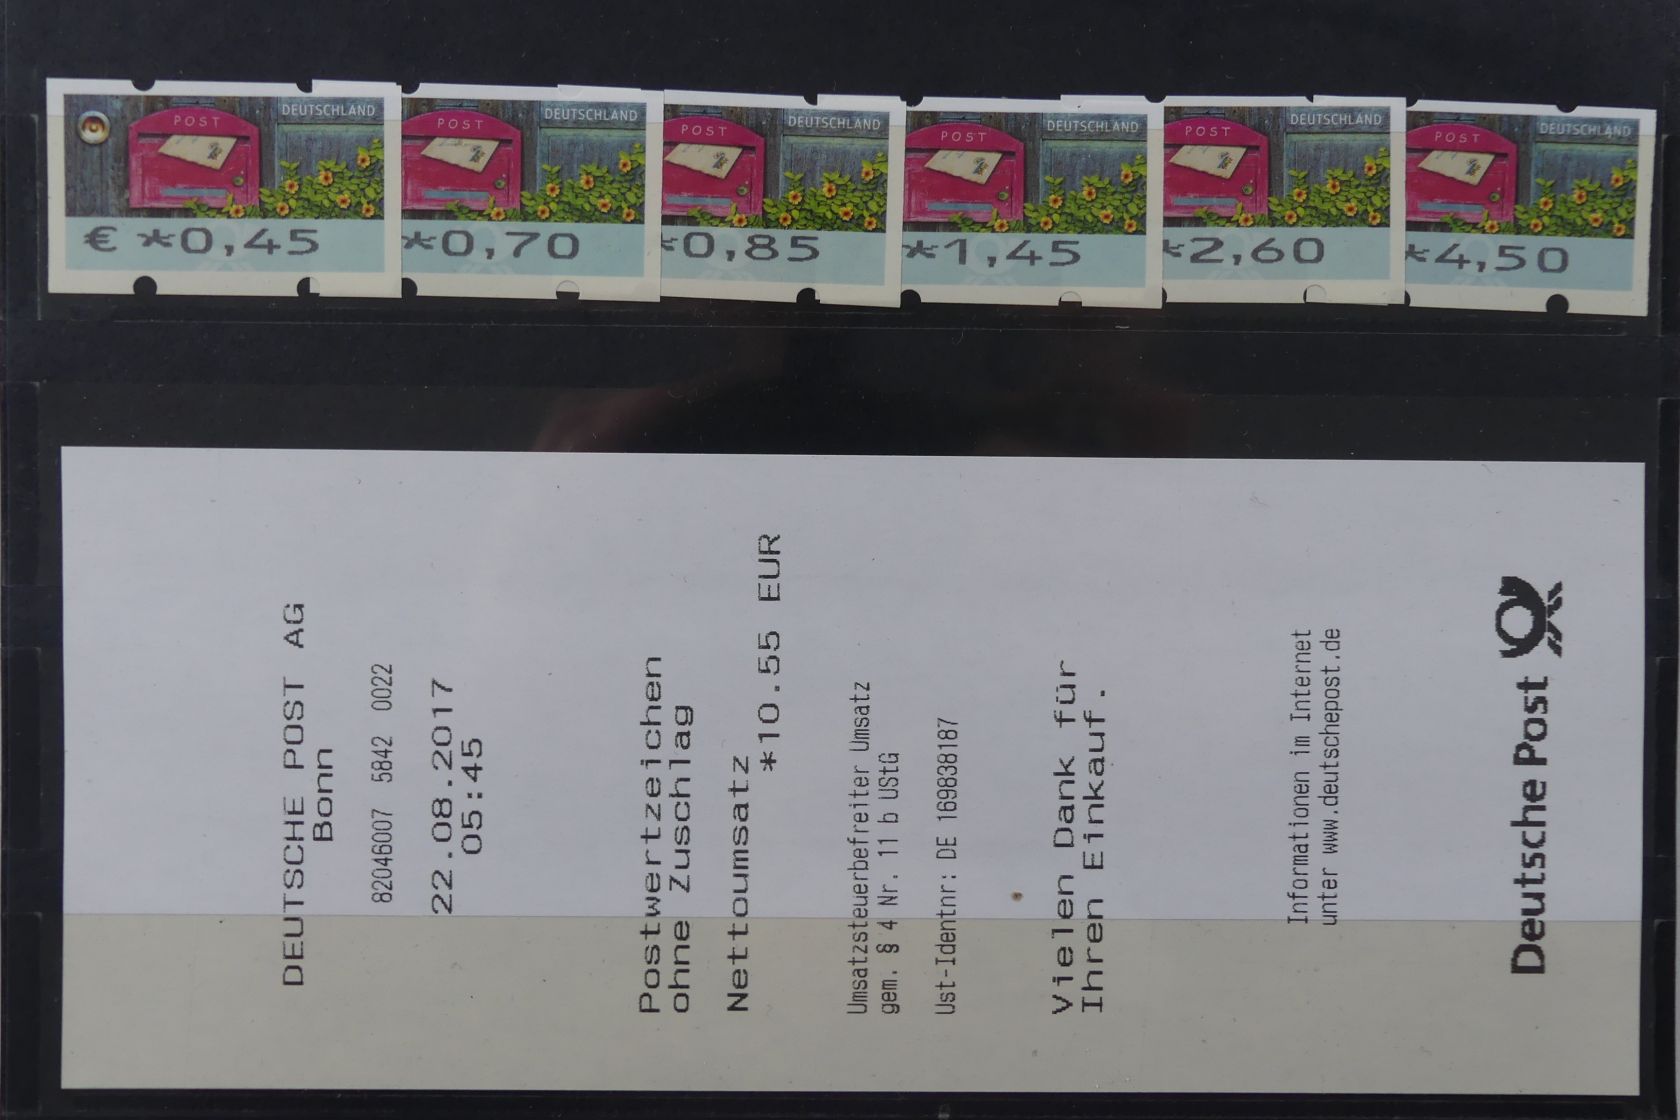 POST
DEUTSCHLAND
€ *0,45
POST
DEUTSCHLAND
*0,70
POST
DEUTSCHLAND
*0,85
POST
DEUTSCHLAND
*1,45
POST
DEUTSCHLAND
*2,60
POST
DEUTSCHLAND
*4,50
DEUTSCHE POST AG
Bonn
82046007 5842 0022
22.08.2017
05:45
Postwertzeichen
ohne Zuschlag
Nettoumsatz
*10.55 EUR
Umsatzsteuerbefreiter Umsatz
gem. § 4 Nr. 11 b UStG
Ust-Identnr: DE 169838187
Vielen Dank für
Ihren Einkauf.
Informationen im Internet
unter www.deutschepost.de
Deutsche Post